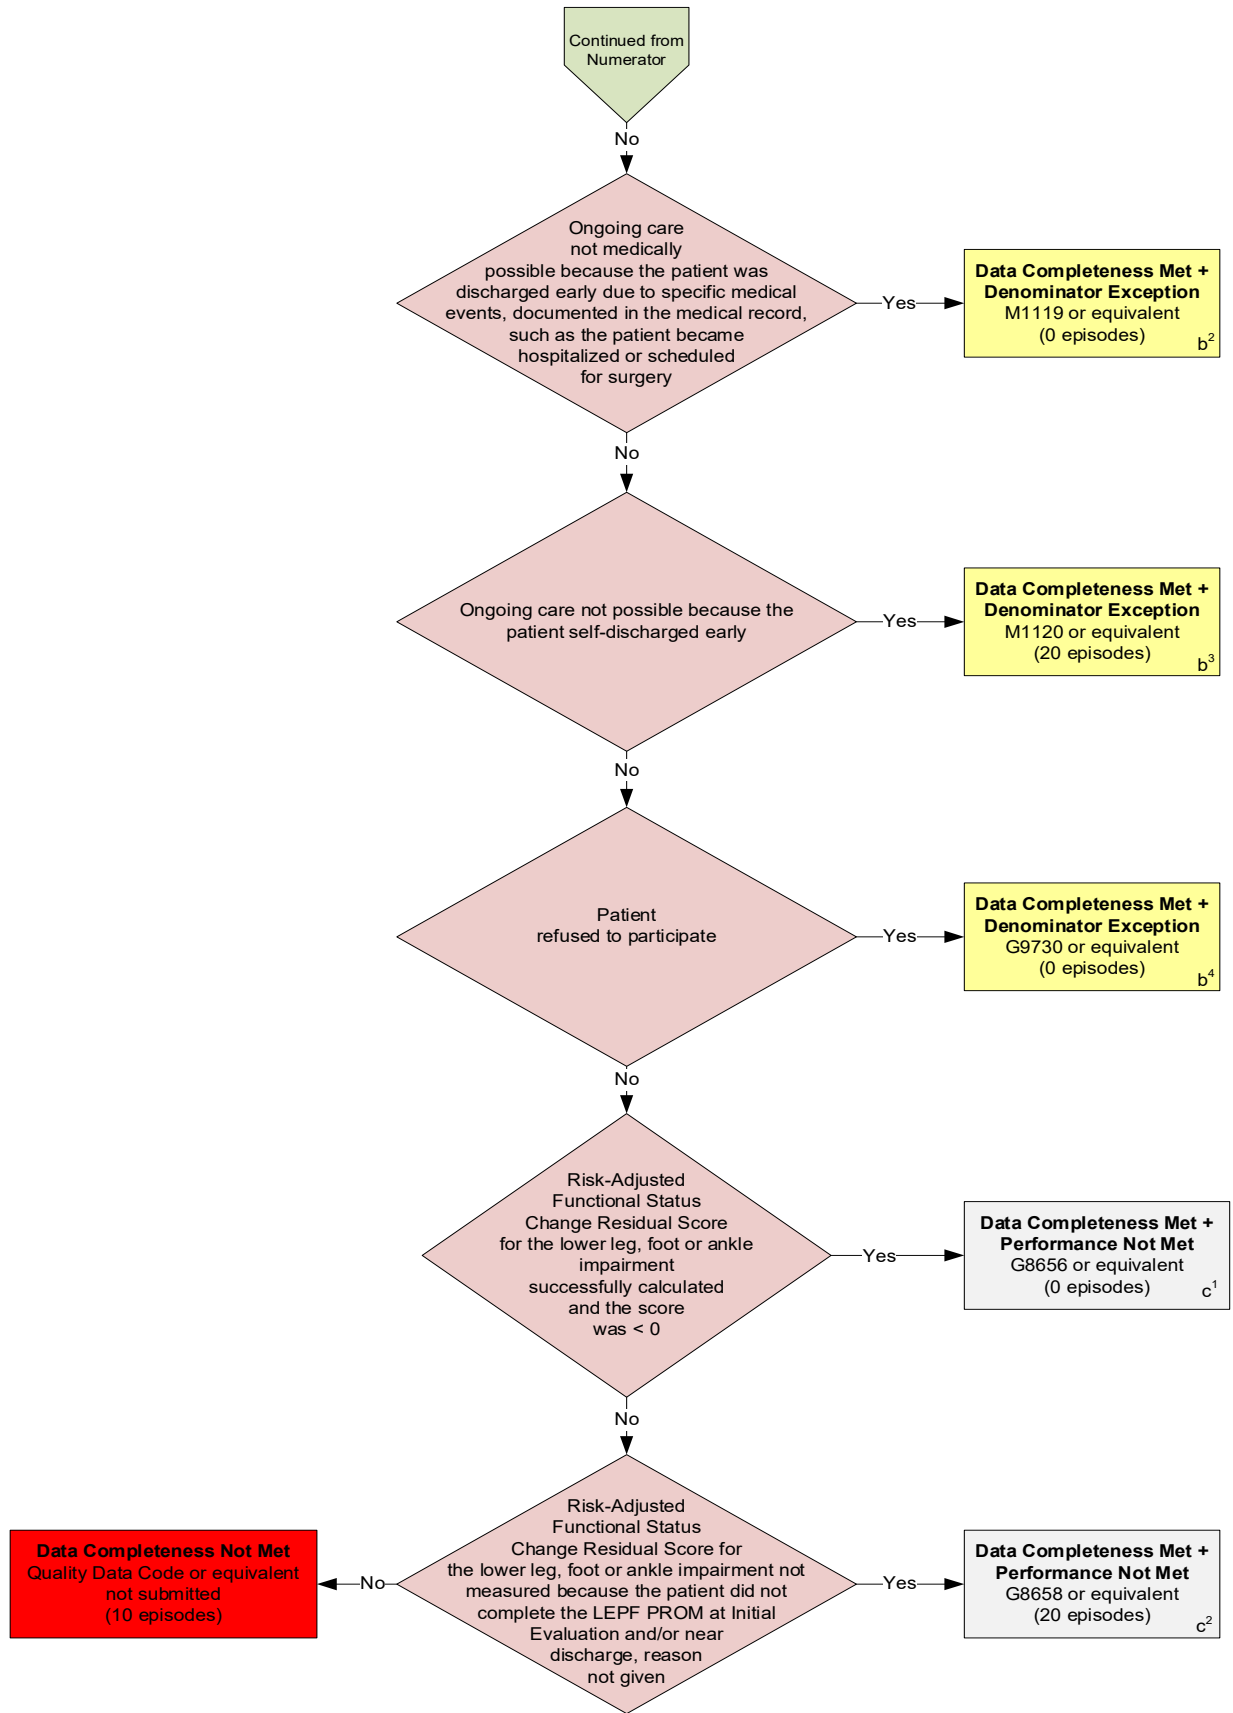 Continued from
Numerator
No
Ongoing care
not medically
possible because the patient was
discharged early due to specific medical
events, documented in the medical record,
such as the patient became
hospitalized or scheduled
for surgery
Yes
Data Completeness Met +
Denominator Exception
M1119 or equivalent
(0 episodes)
b²
No
Ongoing care not possible because the
patient self-discharged early
Yes
Data Completeness Met +
Denominator Exception
M1120 or equivalent
(20 episodes)
b³
No
Patient
refused to participate
Yes
Data Completeness Met +
Denominator Exception
G9730 or equivalent
(0 episodes)
b⁴
No
Risk-Adjusted
Functional Status
Change Residual Score
for the lower leg, foot or ankle
impairment
successfully calculated
and the score
was < 0
Yes
Data Completeness Met +
Performance Not Met
G8656 or equivalent
(0 episodes)
c¹
No
Data Completeness Not Met
Quality Data Code or equivalent
not submitted
(10 episodes)
No
Risk-Adjusted
Functional Status
Change Residual Score for
the lower leg, foot or ankle impairment not
measured because the patient did not
complete the LEPF PROM at Initial
Evaluation and/or near
discharge, reason
not given
Yes
Data Completeness Met +
Performance Not Met
G8658 or equivalent
(20 episodes)
c²